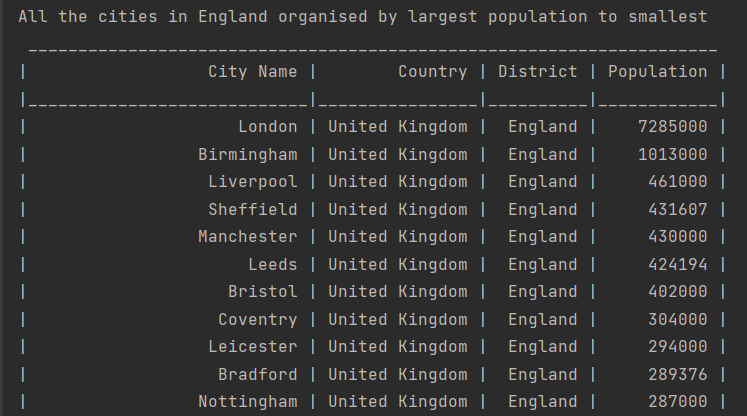 All the cities in England organised by largest population to smallest
| City Name | Country | District | Population |
| London | United Kingdom | England | 7285000 |
| Birmingham | United Kingdom | England | 1013000 |
| Liverpool | United Kingdom | England | 461000 |
| Sheffield | United Kingdom | England | 431607 |
| Manchester | United Kingdom | England | 430000 |
| Leeds | United Kingdom | England | 424194 |
| Bristol | United Kingdom | England | 402000 |
| Coventry | United Kingdom | England | 304000 |
| Leicester | United Kingdom | England | 294000 |
| Bradford | United Kingdom | England | 289376 |
| Nottingham | United Kingdom | England | 287000 |